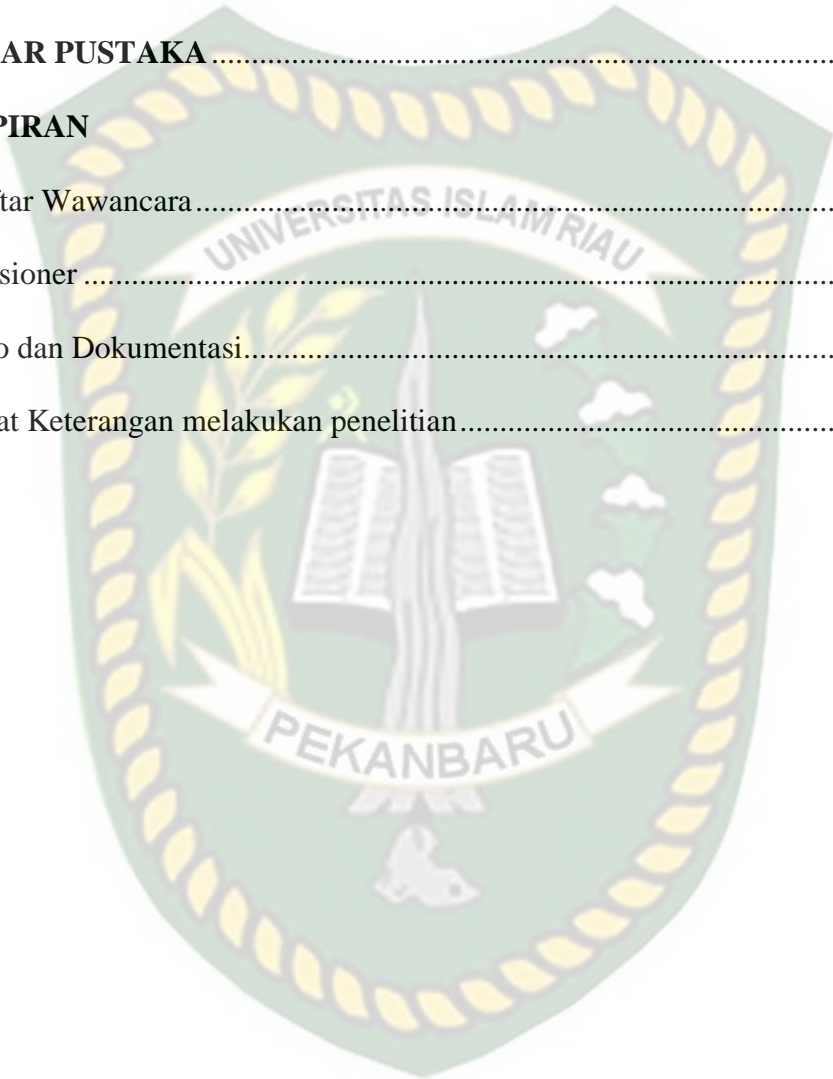 AR PUSTAKA ...............................................................................
PIRAN
tar Wawancara ...............................................................................
UNIVERSITAS ISLAM RIAU
sioner ...............................................................................
o dan Dokumentasi ...............................................................................
at Keterangan melakukan penelitian ...............................................................................
PEKANBARU